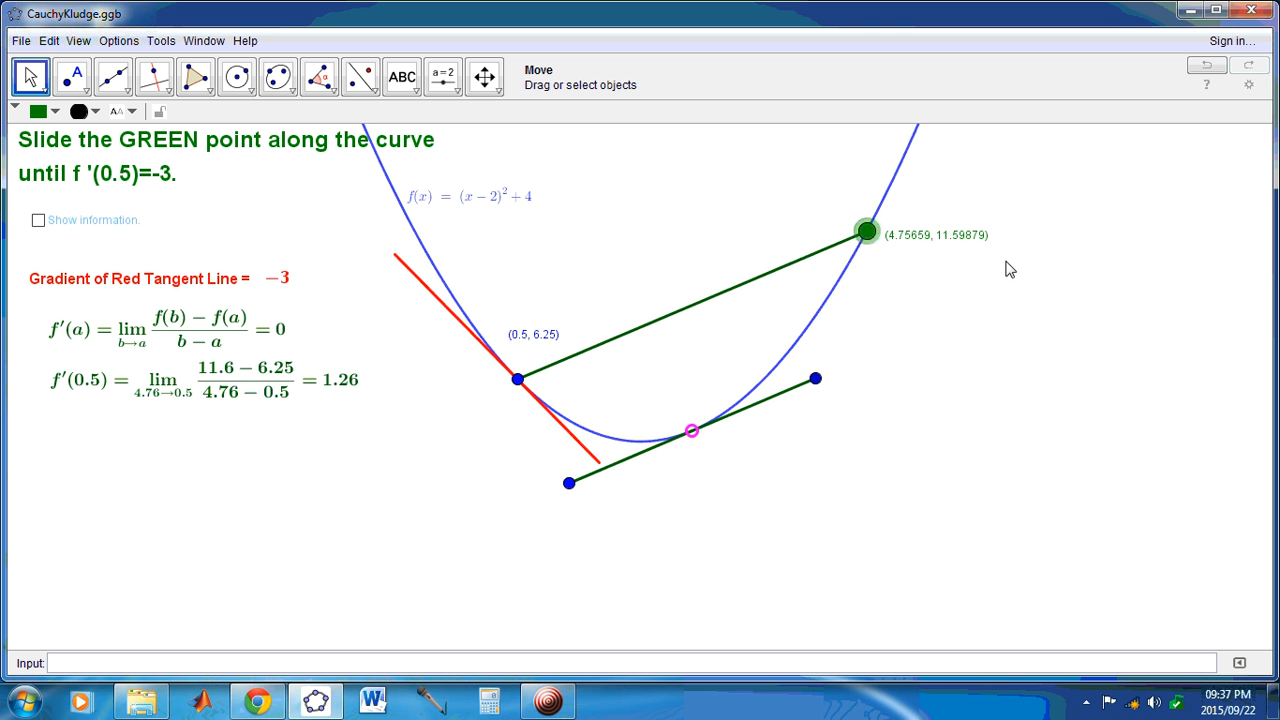 CauchyKludge.ggb
File Edit View Options Tools Window Help
Sign in...
A
ABC
a=2
Move
Drag or select objects
?
AA
Slide the GREEN point along the curve
until f '(0.5)=-3.
f(x) = (x − 2)² + 4
Show information.
(4.75659, 11.59879)
Gradient of Red Tangent Line = −3
f′(a) = lim b→a f(b) − f(a) / b − a = 0
(0.5, 6.25)
f′(0.5) = lim 4.76→0.5 11.6 − 6.25 / 4.76 − 0.5 = 1.26
Input:
09:37 PM
2015/09/22